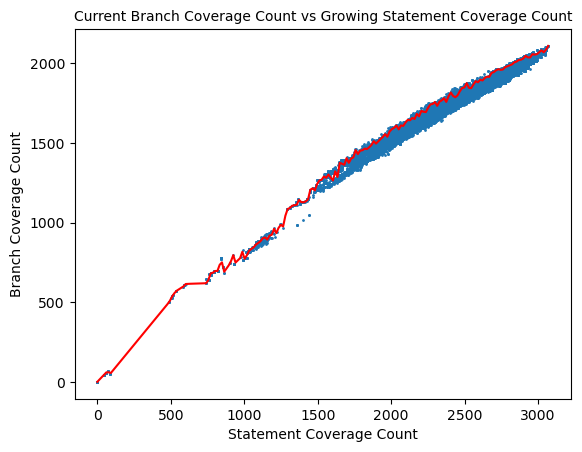 Current Branch Coverage Count vs Growing Statement Coverage Count
2000
1500
1000
500
0
Branch Coverage Count
0 500 1000 1500 2000 2500 3000
Statement Coverage Count